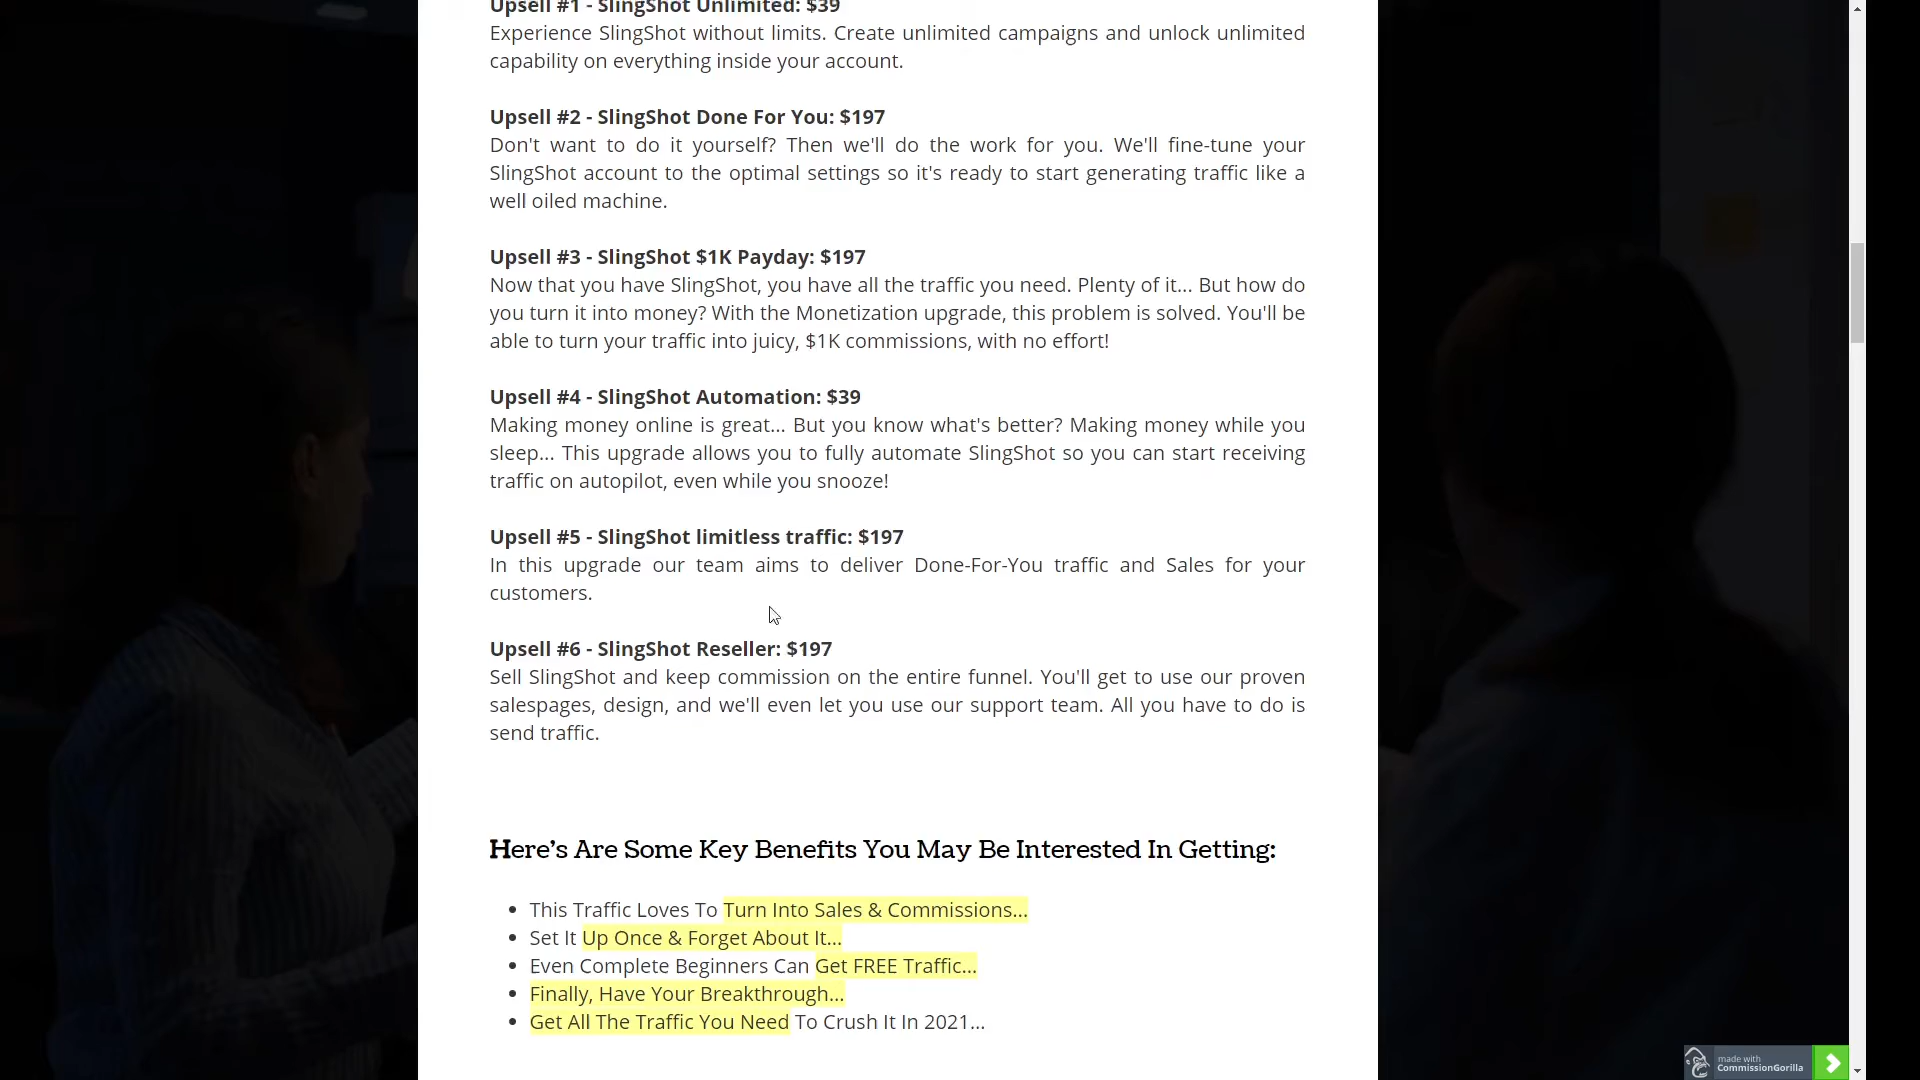 Upsell #1 - SlingShot Unlimited: $39
Experience SlingShot without limits. Create unlimited campaigns and unlock unlimited
capability on everything inside your account.
Upsell #2 - SlingShot Done For You: $197
Don't want to do it yourself? Then we'll do the work for you. We'll fine-tune your
SlingShot account to the optimal settings so it's ready to start generating traffic like a
well oiled machine.
Upsell #3 - SlingShot $1K Payday: $197
Now that you have SlingShot, you have all the traffic you need. Plenty of it... But how do
you turn it into money? With the Monetization upgrade, this problem is solved. You'll be
able to turn your traffic into juicy, $1K commissions, with no effort!
Upsell #4 - SlingShot Automation: $39
Making money online is great... But you know what's better? Making money while you
sleep... This upgrade allows you to fully automate SlingShot so you can start receiving
traffic on autopilot, even while you snooze!
Upsell #5 - SlingShot limitless traffic: $197
In this upgrade our team aims to deliver Done-For-You traffic and Sales for your
customers.
Upsell #6 - SlingShot Reseller: $197
Sell SlingShot and keep commission on the entire funnel. You'll get to use our proven
salespages, design, and we'll even let you use our support team. All you have to do is
send traffic.
Here's Are Some Key Benefits You May Be Interested In Getting:
This Traffic Loves To Turn Into Sales & Commissions...
Set It Up Once & Forget About It...
Even Complete Beginners Can Get FREE Traffic...
Finally, Have Your Breakthrough...
Get All The Traffic You Need To Crush It In 2021...
made with
CommissionGorilla